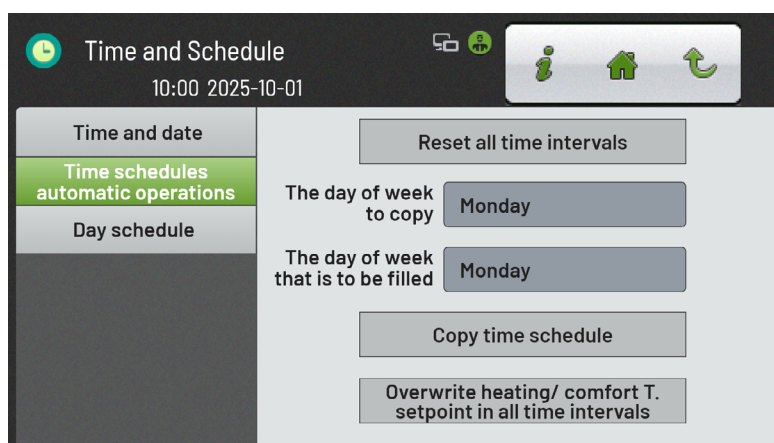 Time and Schedule
10:00 2025-10-01
Time and date
Time schedules
automatic operations
Day schedule
Reset all time intervals
The day of week
to copy
Monday
The day of week
that is to be filled
Monday
Copy time schedule
Overwrite heating/ comfort T.
setpoint in all time intervals